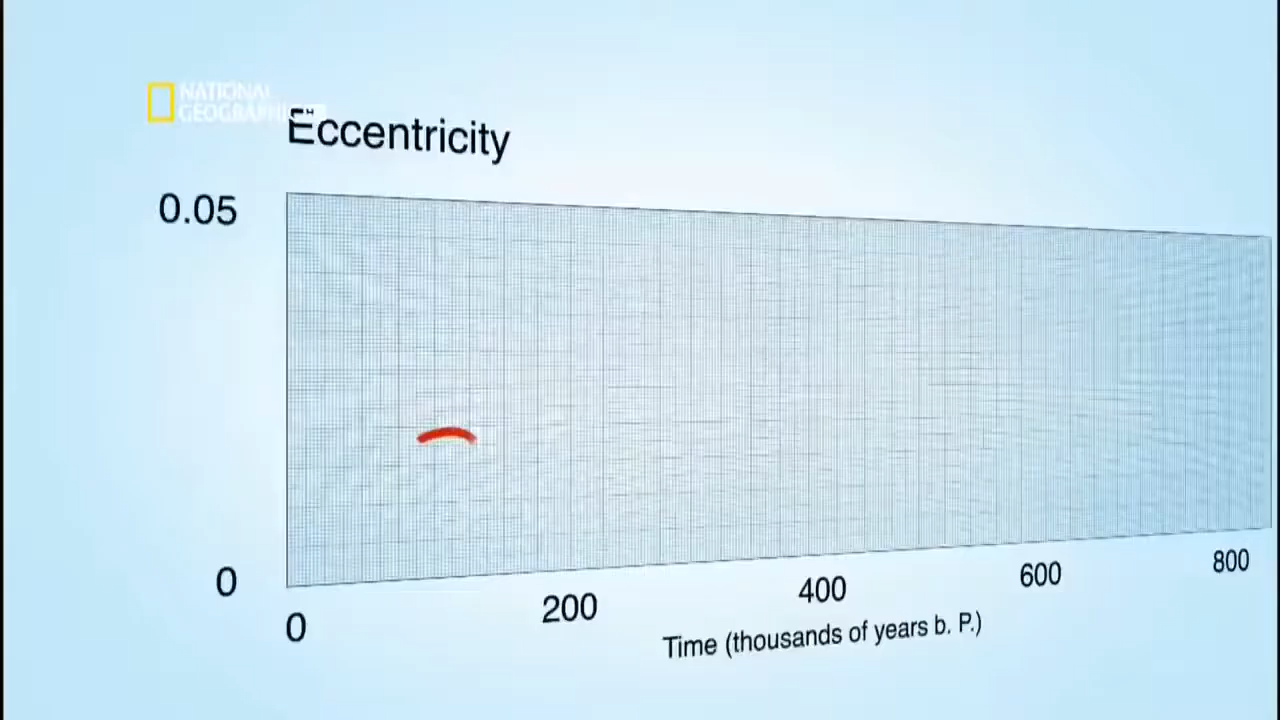 NATIONAL
GEOGRAPHIC
Eccentricity
0.05
0
0
200
400
600
800
Time (thousands of years b. P.)